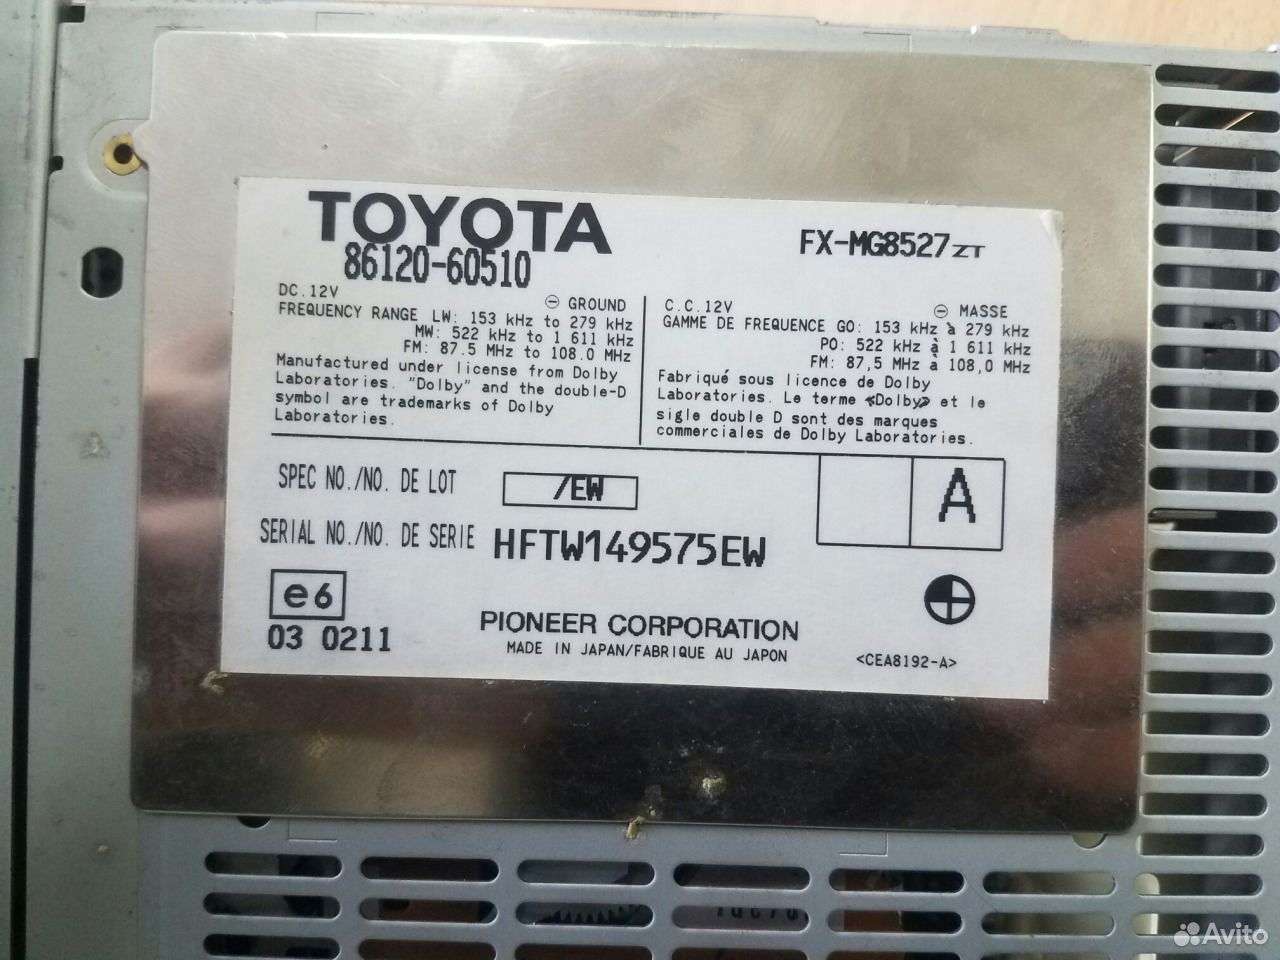 TOYOTA
86120-60510
FX-MG8527ZT
DC.12V ⊖ GROUND
FREQUENCY RANGE LW: 153 kHz to 279 kHz
MW: 522 kHz to 1 611 kHz
FM: 87.5 MHz to 108.0 MHz
Manufactured under license from Dolby
Laboratories. "Dolby" and the double-D
symbol are trademarks of Dolby
Laboratories.
C.C.12V ⊖ MASSE
GAMME DE FREQUENCE GO: 153 kHz à 279 kHz
PO: 522 kHz à 1 611 kHz
FM: 87,5 MHz à 108,0 MHz
Fabriqué sous licence de Dolby
Laboratories. Le terme «Dolby» et le
sigle double D sont des marques
commerciales de Dolby Laboratories.
SPEC NO./NO. DE LOT /EW
A
SERIAL NO./NO. DE SERIE HFTW149575EW
e6
03 0211
PIONEER CORPORATION
MADE IN JAPAN/FABRIQUE AU JAPON
<CEA8192-A>
Avito